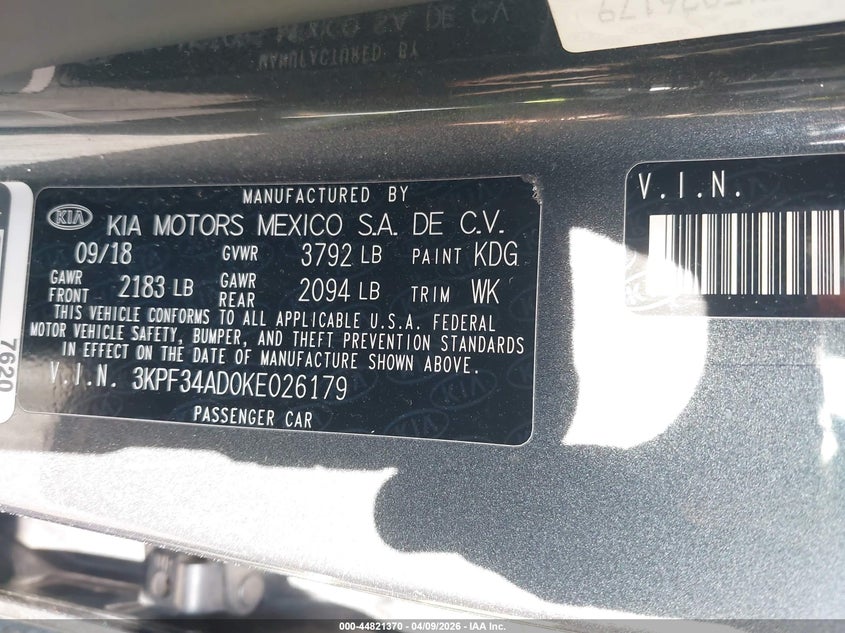 MANUFACTURED BY
KIA KIA MOTORS MEXICO S.A. DE C.V.
09/18 GVWR 3792 LB PAINT KDG
GAWR FRONT 2183 LB GAWR REAR 2094 LB TRIM WK
THIS VEHICLE CONFORMS TO ALL APPLICABLE U.S.A. FEDERAL
MOTOR VEHICLE SAFETY, BUMPER, AND THEFT PREVENTION STANDARDS
IN EFFECT ON THE DATE OF MANUFACTURE SHOWN ABOVE.
V.I.N. 3KPF34AD0KE026179
PASSENGER CAR
V.I.N.
7620
000-44821370 - 04/09/2026 - IAA Inc.